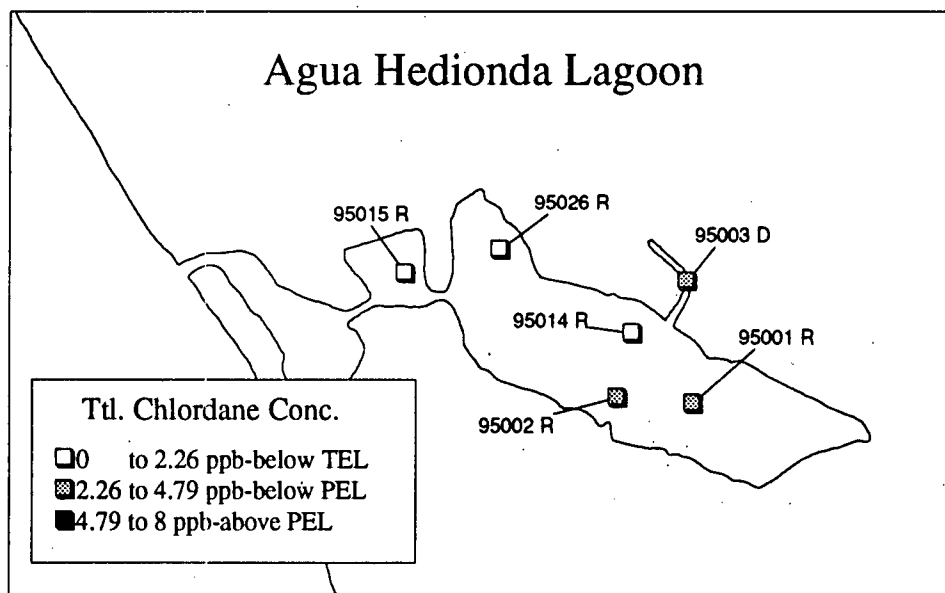 Agua Hedionda Lagoon
95015 R
95026 R
95003 D
95014 R
95001 R
95002 R
Ttl. Chlordane Conc.
0 to 2.26 ppb-below TEL
2.26 to 4.79 ppb-below PEL
4.79 to 8 ppb-above PEL